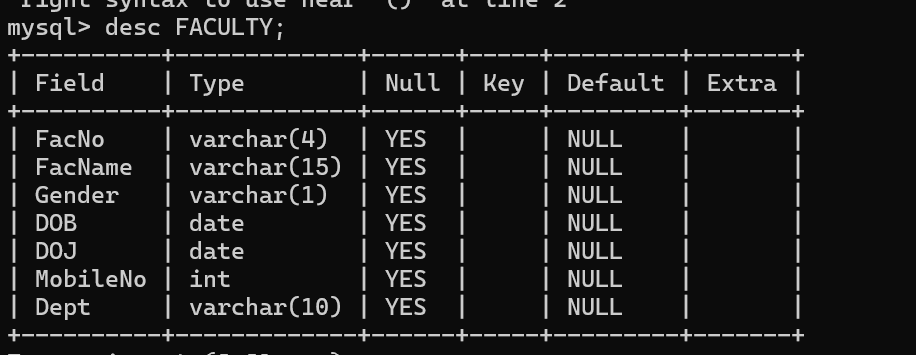 right syntax to use near '()' at line 2
mysql> desc FACULTY;
+----------+-------------+------+-----+---------+-------+
| Field    | Type        | Null | Key | Default | Extra |
+----------+-------------+------+-----+---------+-------+
| FacNo    | varchar(4)  | YES  |     | NULL    |       |
| FacName  | varchar(15) | YES  |     | NULL    |       |
| Gender   | varchar(1)  | YES  |     | NULL    |       |
| DOB      | date        | YES  |     | NULL    |       |
| DOJ      | date        | YES  |     | NULL    |       |
| MobileNo | int         | YES  |     | NULL    |       |
| Dept     | varchar(10) | YES  |     | NULL    |       |
+----------+-------------+------+-----+---------+-------+